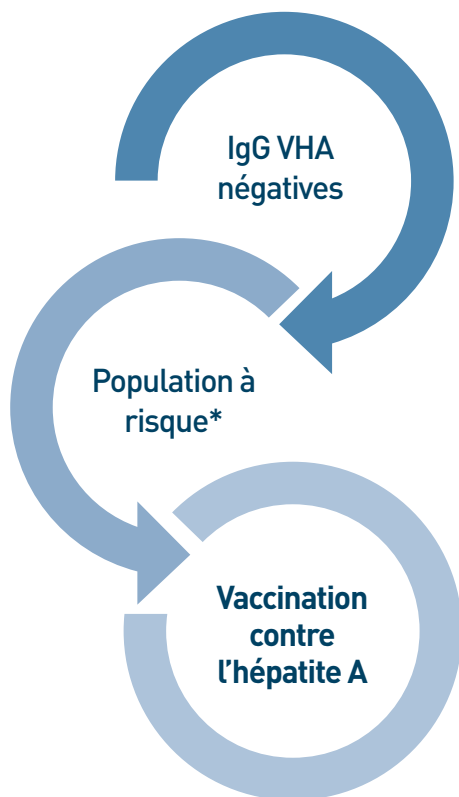 IgG VHA
négatives
Population à
risque*
Vaccination
contre
l'hépatite A